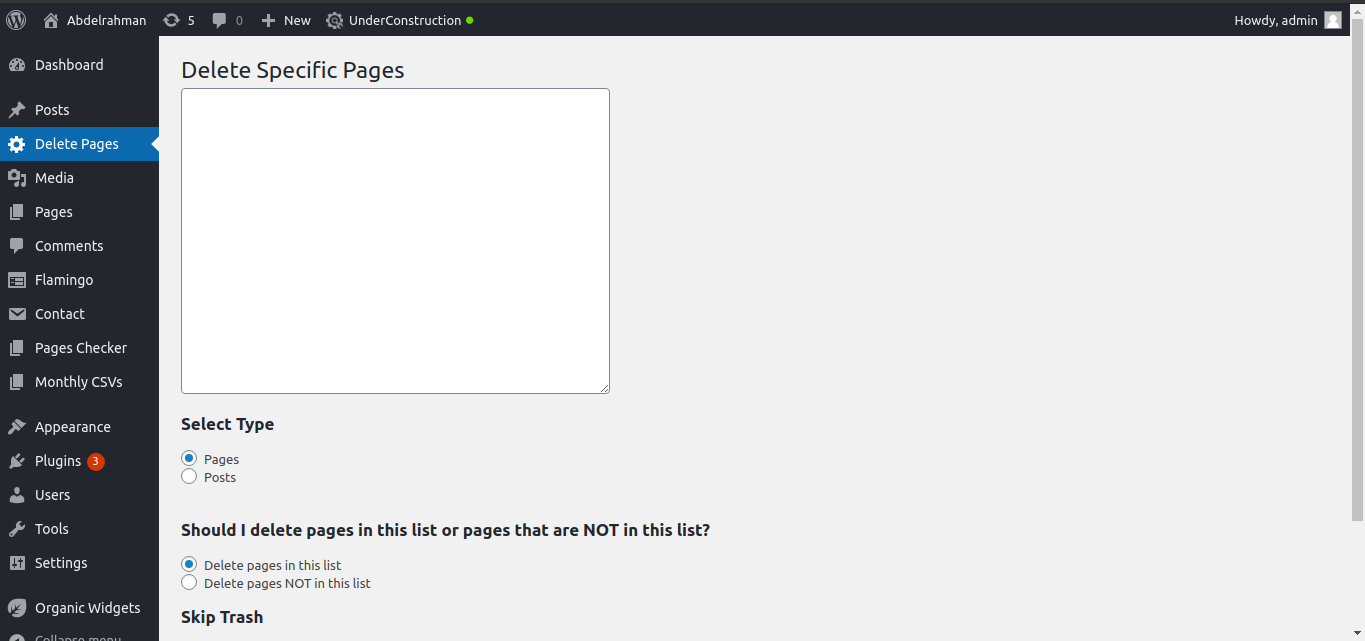 Abdelrahman 5 0 New UnderConstruction Howdy, admin
Dashboard
Posts
Delete Pages
Media
Pages
Comments
Flamingo
Contact
Pages Checker
Monthly CSVs
Appearance
Plugins 3
Users
Tools
Settings
Organic Widgets
Collapse menu
Delete Specific Pages
Select Type
Pages
Posts
Should I delete pages in this list or pages that are NOT in this list?
Delete pages in this list
Delete pages NOT in this list
Skip Trash